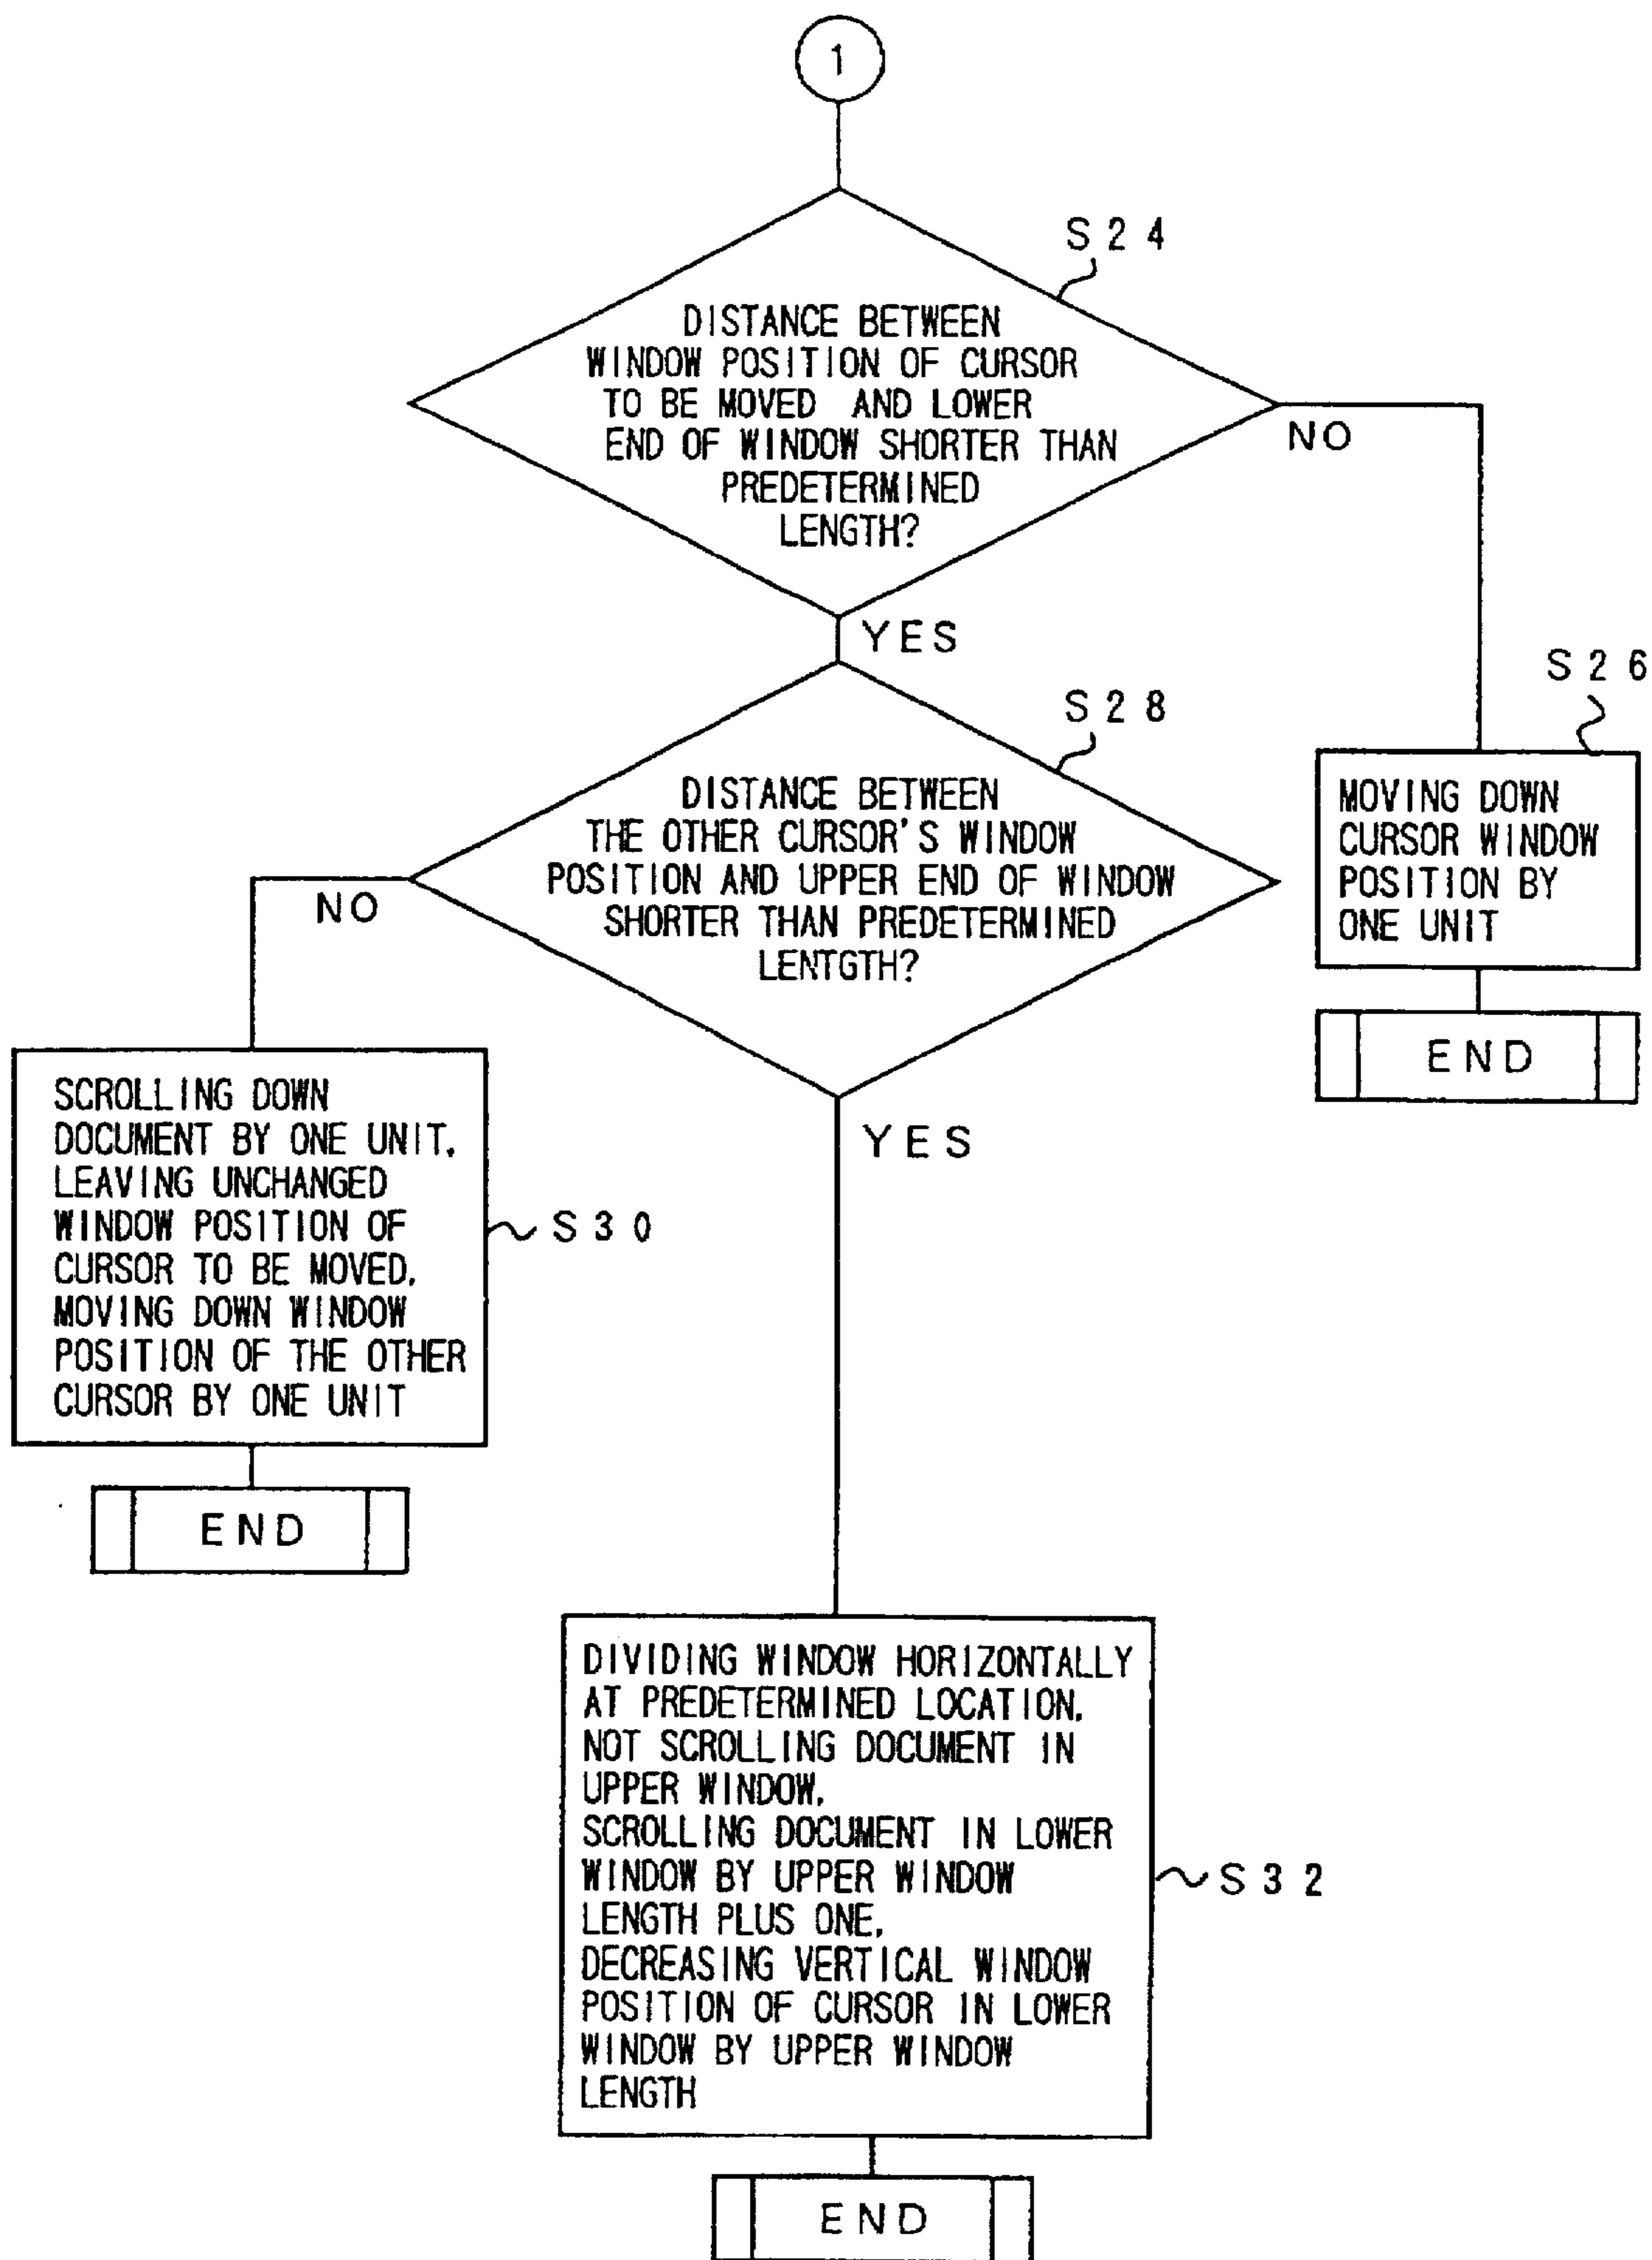 1
S24
DISTANCE BETWEEN
WINDOW POSITION OF CURSOR
TO BE MOVED AND LOWER
END OF WINDOW SHORTER THAN
PREDETERMINED
LENGTH?
NO
YES
S26
MOVING DOWN
CURSOR WINDOW
POSITION BY
ONE UNIT
END
S28
DISTANCE BETWEEN
THE OTHER CURSOR'S WINDOW
POSITION AND UPPER END OF WINDOW
SHORTER THAN PREDETERMINED
LENTGTH?
NO
YES
SCROLLING DOWN
DOCUMENT BY ONE UNIT,
LEAVING UNCHANGED
WINDOW POSITION OF
CURSOR TO BE MOVED,
MOVING DOWN WINDOW
POSITION OF THE OTHER
CURSOR BY ONE UNIT
S30
END
DIVIDING WINDOW HORIZONTALLY
AT PREDETERMINED LOCATION,
NOT SCROLLING DOCUMENT IN
UPPER WINDOW,
SCROLLING DOCUMENT IN LOWER
WINDOW BY UPPER WINDOW
LENGTH PLUS ONE,
DECREASING VERTICAL WINDOW
POSITION OF CURSOR IN LOWER
WINDOW BY UPPER WINDOW
LENGTH
S32
END